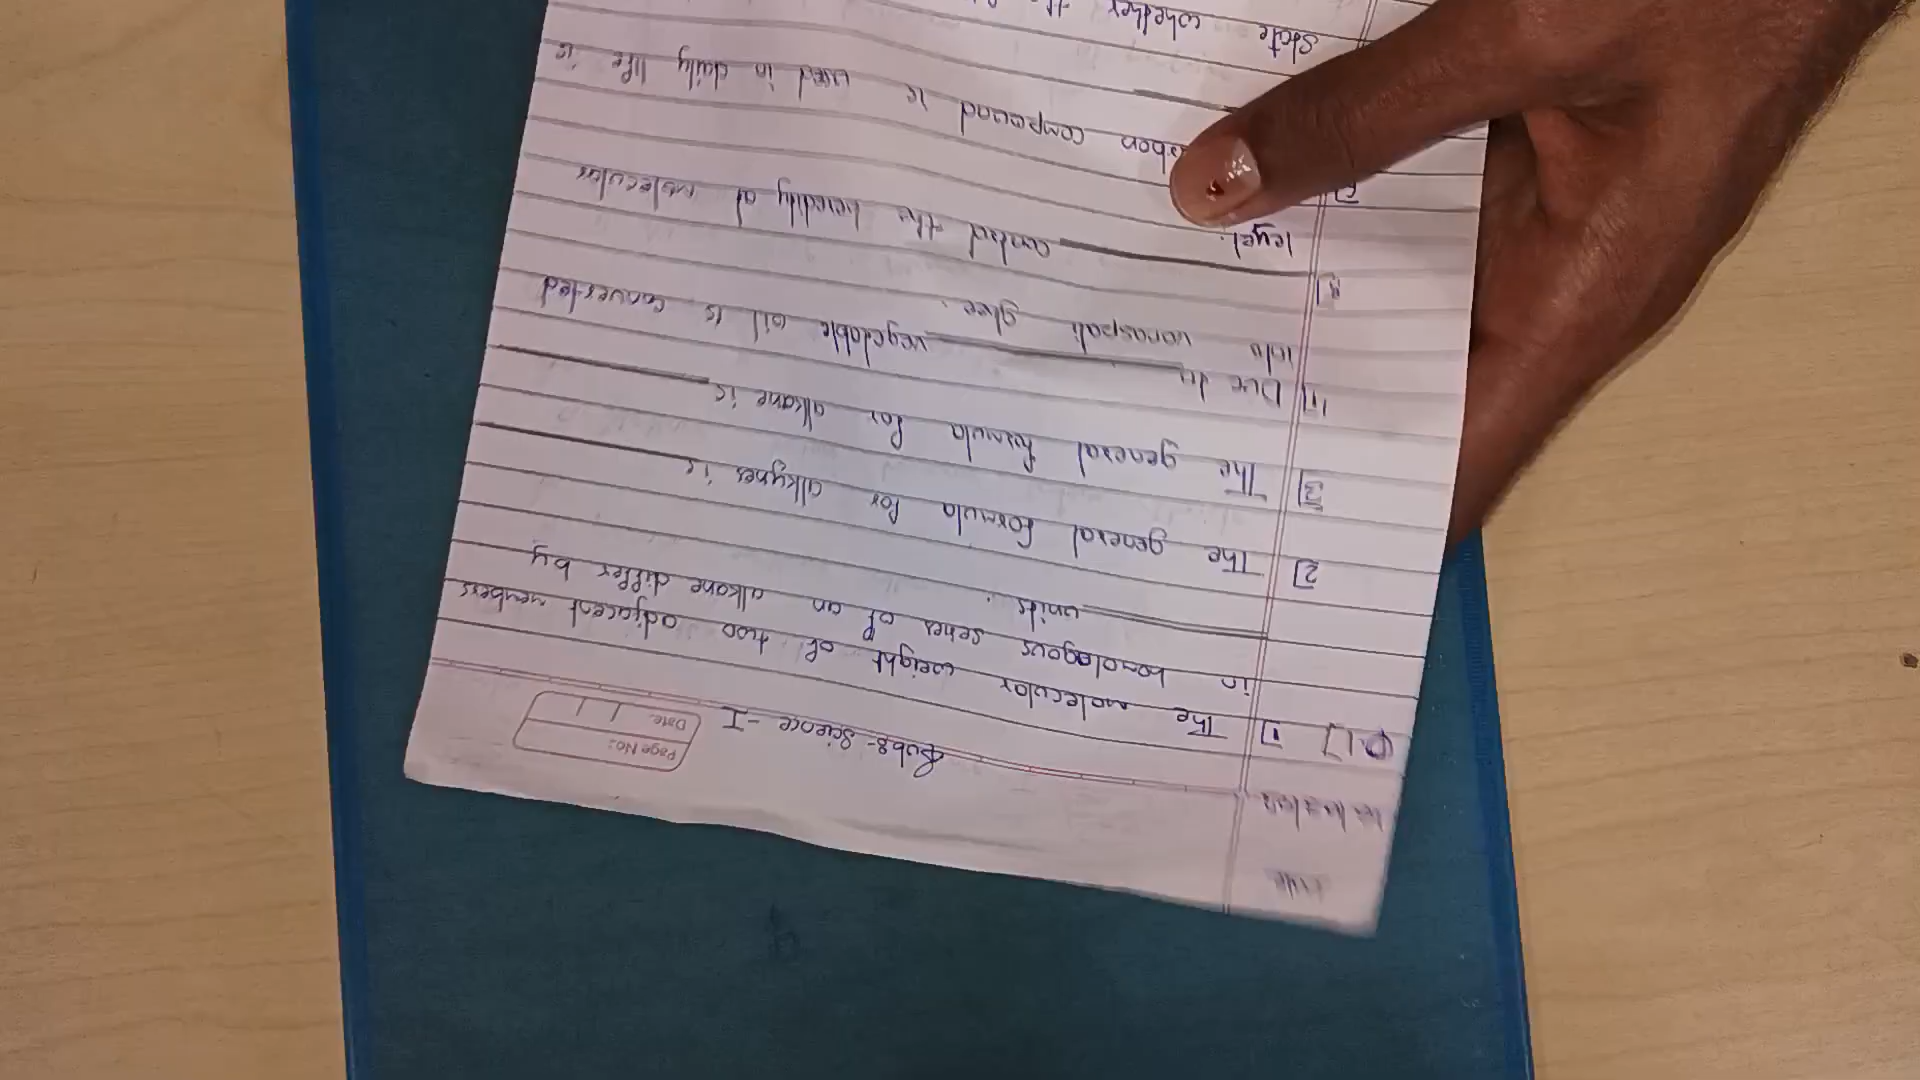 Page No:
Date:
Sub:- Science - I
Q.1] 1] The molecular weight of two adjacent members
in homologous series of an alkane differ by
units.
2] The general formula for alkynes is
3] The general formula for alkane is
Due to vegetable oil is converted
into vanaspati ghee.
4] control the heredity at molecular
level.
5] compound is used in daily life is
State whether